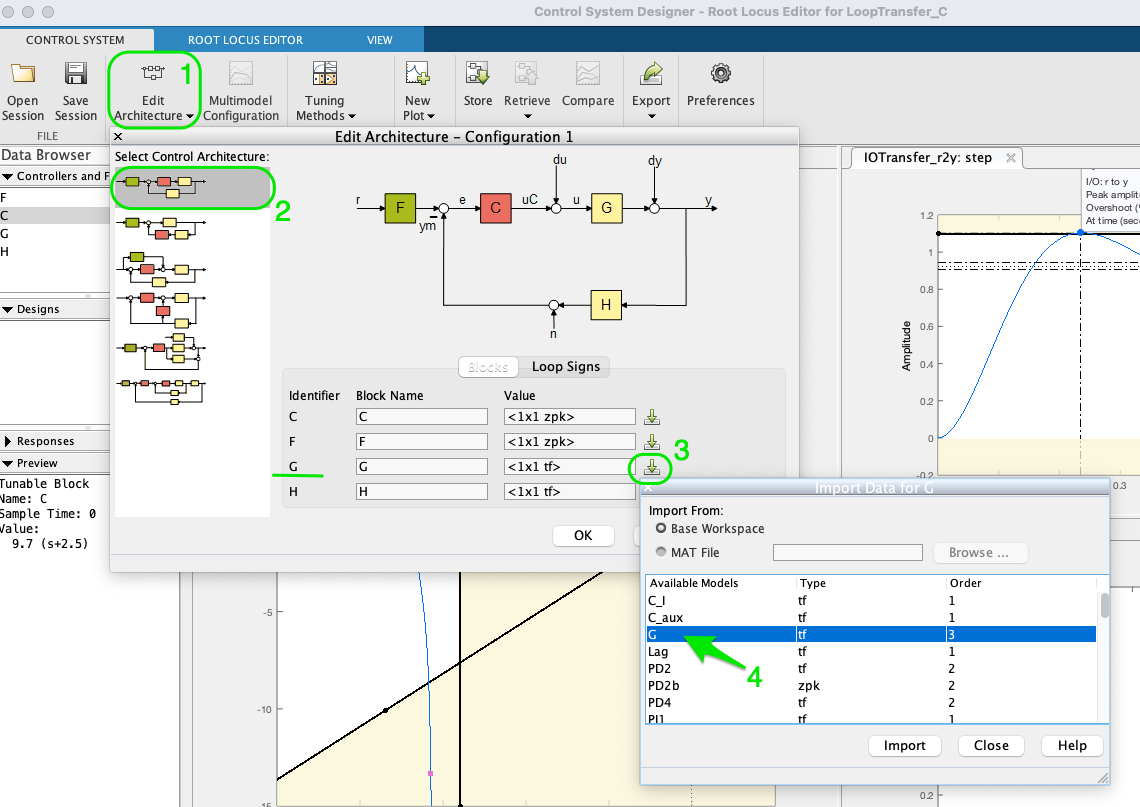 Control System Designer - Root Locus Editor for LoopTransfer_C
CONTROL SYSTEM
ROOT LOCUS EDITOR
VIEW
1
Open
Session
Save
Session
Edit
Architecture
Multimodel
Configuration
Tuning
Methods
New
Plot
Store
Retrieve
Compare
Export
Preferences
FILE
Edit Architecture – Configuration 1
Data Browser
Controllers and F
F
C
G
H
Designs
Responses
Preview
Tunable Block
Name: C
Sample Time: 0
Value:
9.7 (s+2.5)
Select Control Architecture:
2
du
dy
r
F
e
C
uC
u
G
y
ym
H
n
Blocks
Loop Signs
Identifier
Block Name
Value
C
C
<1x1 zpk>
F
F
<1x1 zpk>
3
G
G
<1x1 tf>
H
H
<1x1 tf>
OK
IOTransfer_r2y: step
I/O: r to y
Peak amplitu
Overshoot (
At time (seco
1.2
1
0.8
0.6
0.4
0.2
0
-0.2
0.3
Amplitude
Import Data for G
Import From:
Base Workspace
MAT File
Browse ...
Available Models
Type
Order
C_I
tf
1
C_aux
tf
1
G
tf
3
Lag
tf
1
PD2
tf
2
4
PD2b
zpk
2
PD4
tf
2
PI1
tf
1
Import
Close
Help
-5
-10
-15
0.2